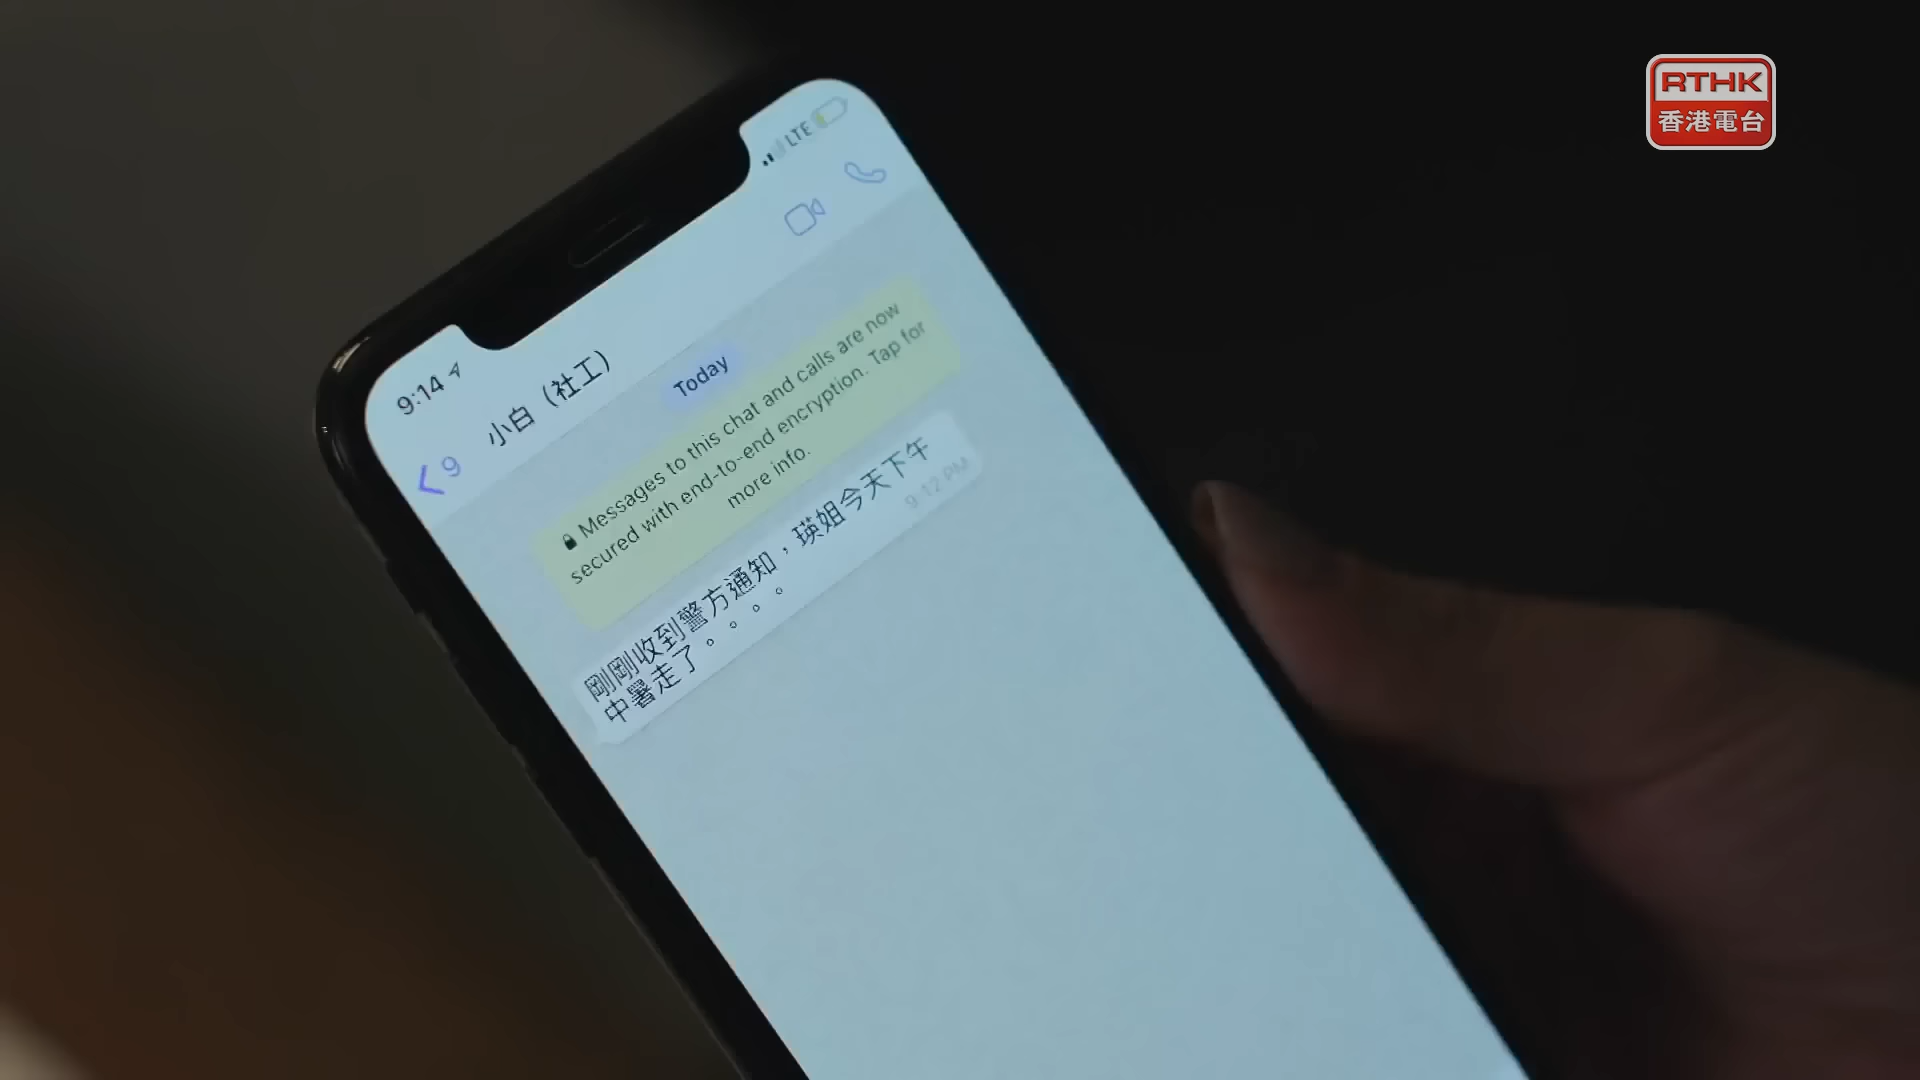 RTHK
香港電台
LTE
9:14
9
小白（社工）
Today
Messages to this chat and calls are now
secured with end-to-end encryption. Tap for
more info.
剛剛收到警方通知，瑛姐今天下午
中暑走了。。。。
9:12 PM